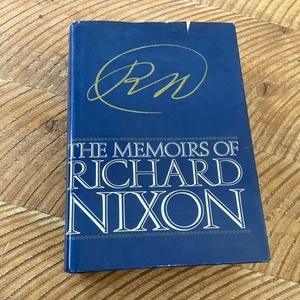 RN
THE MEMOIRS OF
RICHARD
NIXON